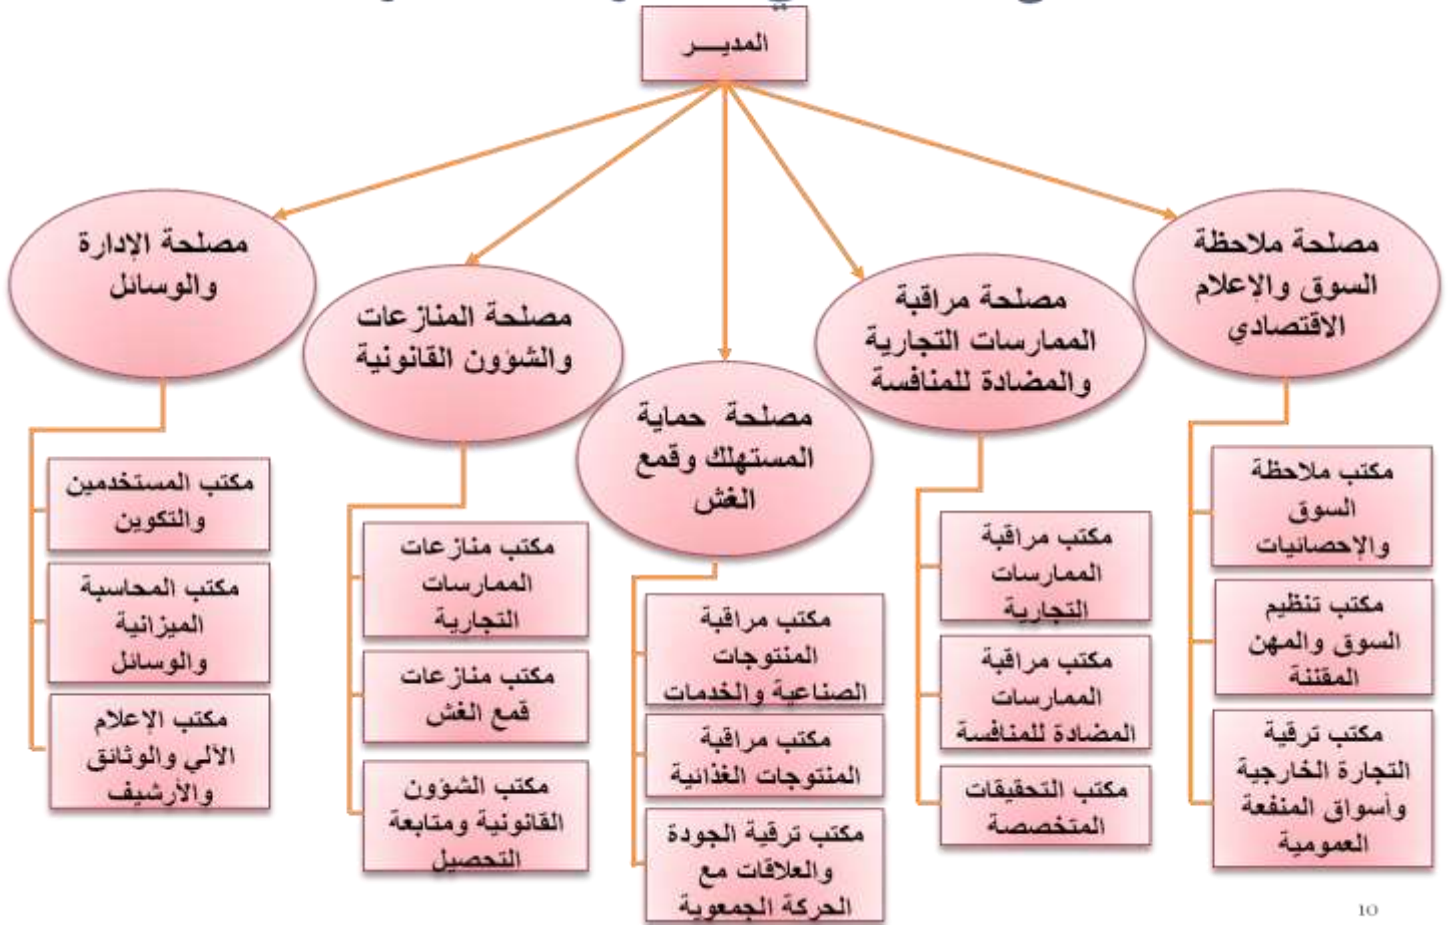 المديـــر
مصلحة ملاحظة
السوق والإعلام
الاقتصادي
مكتب ملاحظة
السوق
والإحصائيات
مكتب تنظيم
السوق والمهن
المقننة
مكتب ترقية
التجارة الخارجية
وأسواق المنفعة
العمومية
مصلحة مراقبة
الممارسات التجارية
والمضادة للمنافسة
مكتب مراقبة
الممارسات
التجارية
مكتب مراقبة
الممارسات
المضادة للمنافسة
مكتب التحقيقات
المتخصصة
مصلحة حماية
المستهلك وقمع
الغش
مكتب مراقبة
المنتوجات
الصناعية والخدمات
مكتب مراقبة
المنتوجات الغذائية
مكتب ترقية الجودة
والعلاقات مع
الحركة الجمعوية
مصلحة المنازعات
والشؤون القانونية
مكتب منازعات
الممارسات
التجارية
مكتب منازعات
قمع الغش
مكتب الشؤون
القانونية ومتابعة
التحصيل
مصلحة الإدارة
والوسائل
مكتب المستخدمين
والتكوين
مكتب المحاسبة
الميزانية
والوسائل
مكتب الإعلام
الآلي والوثائق
والأرشيف
10